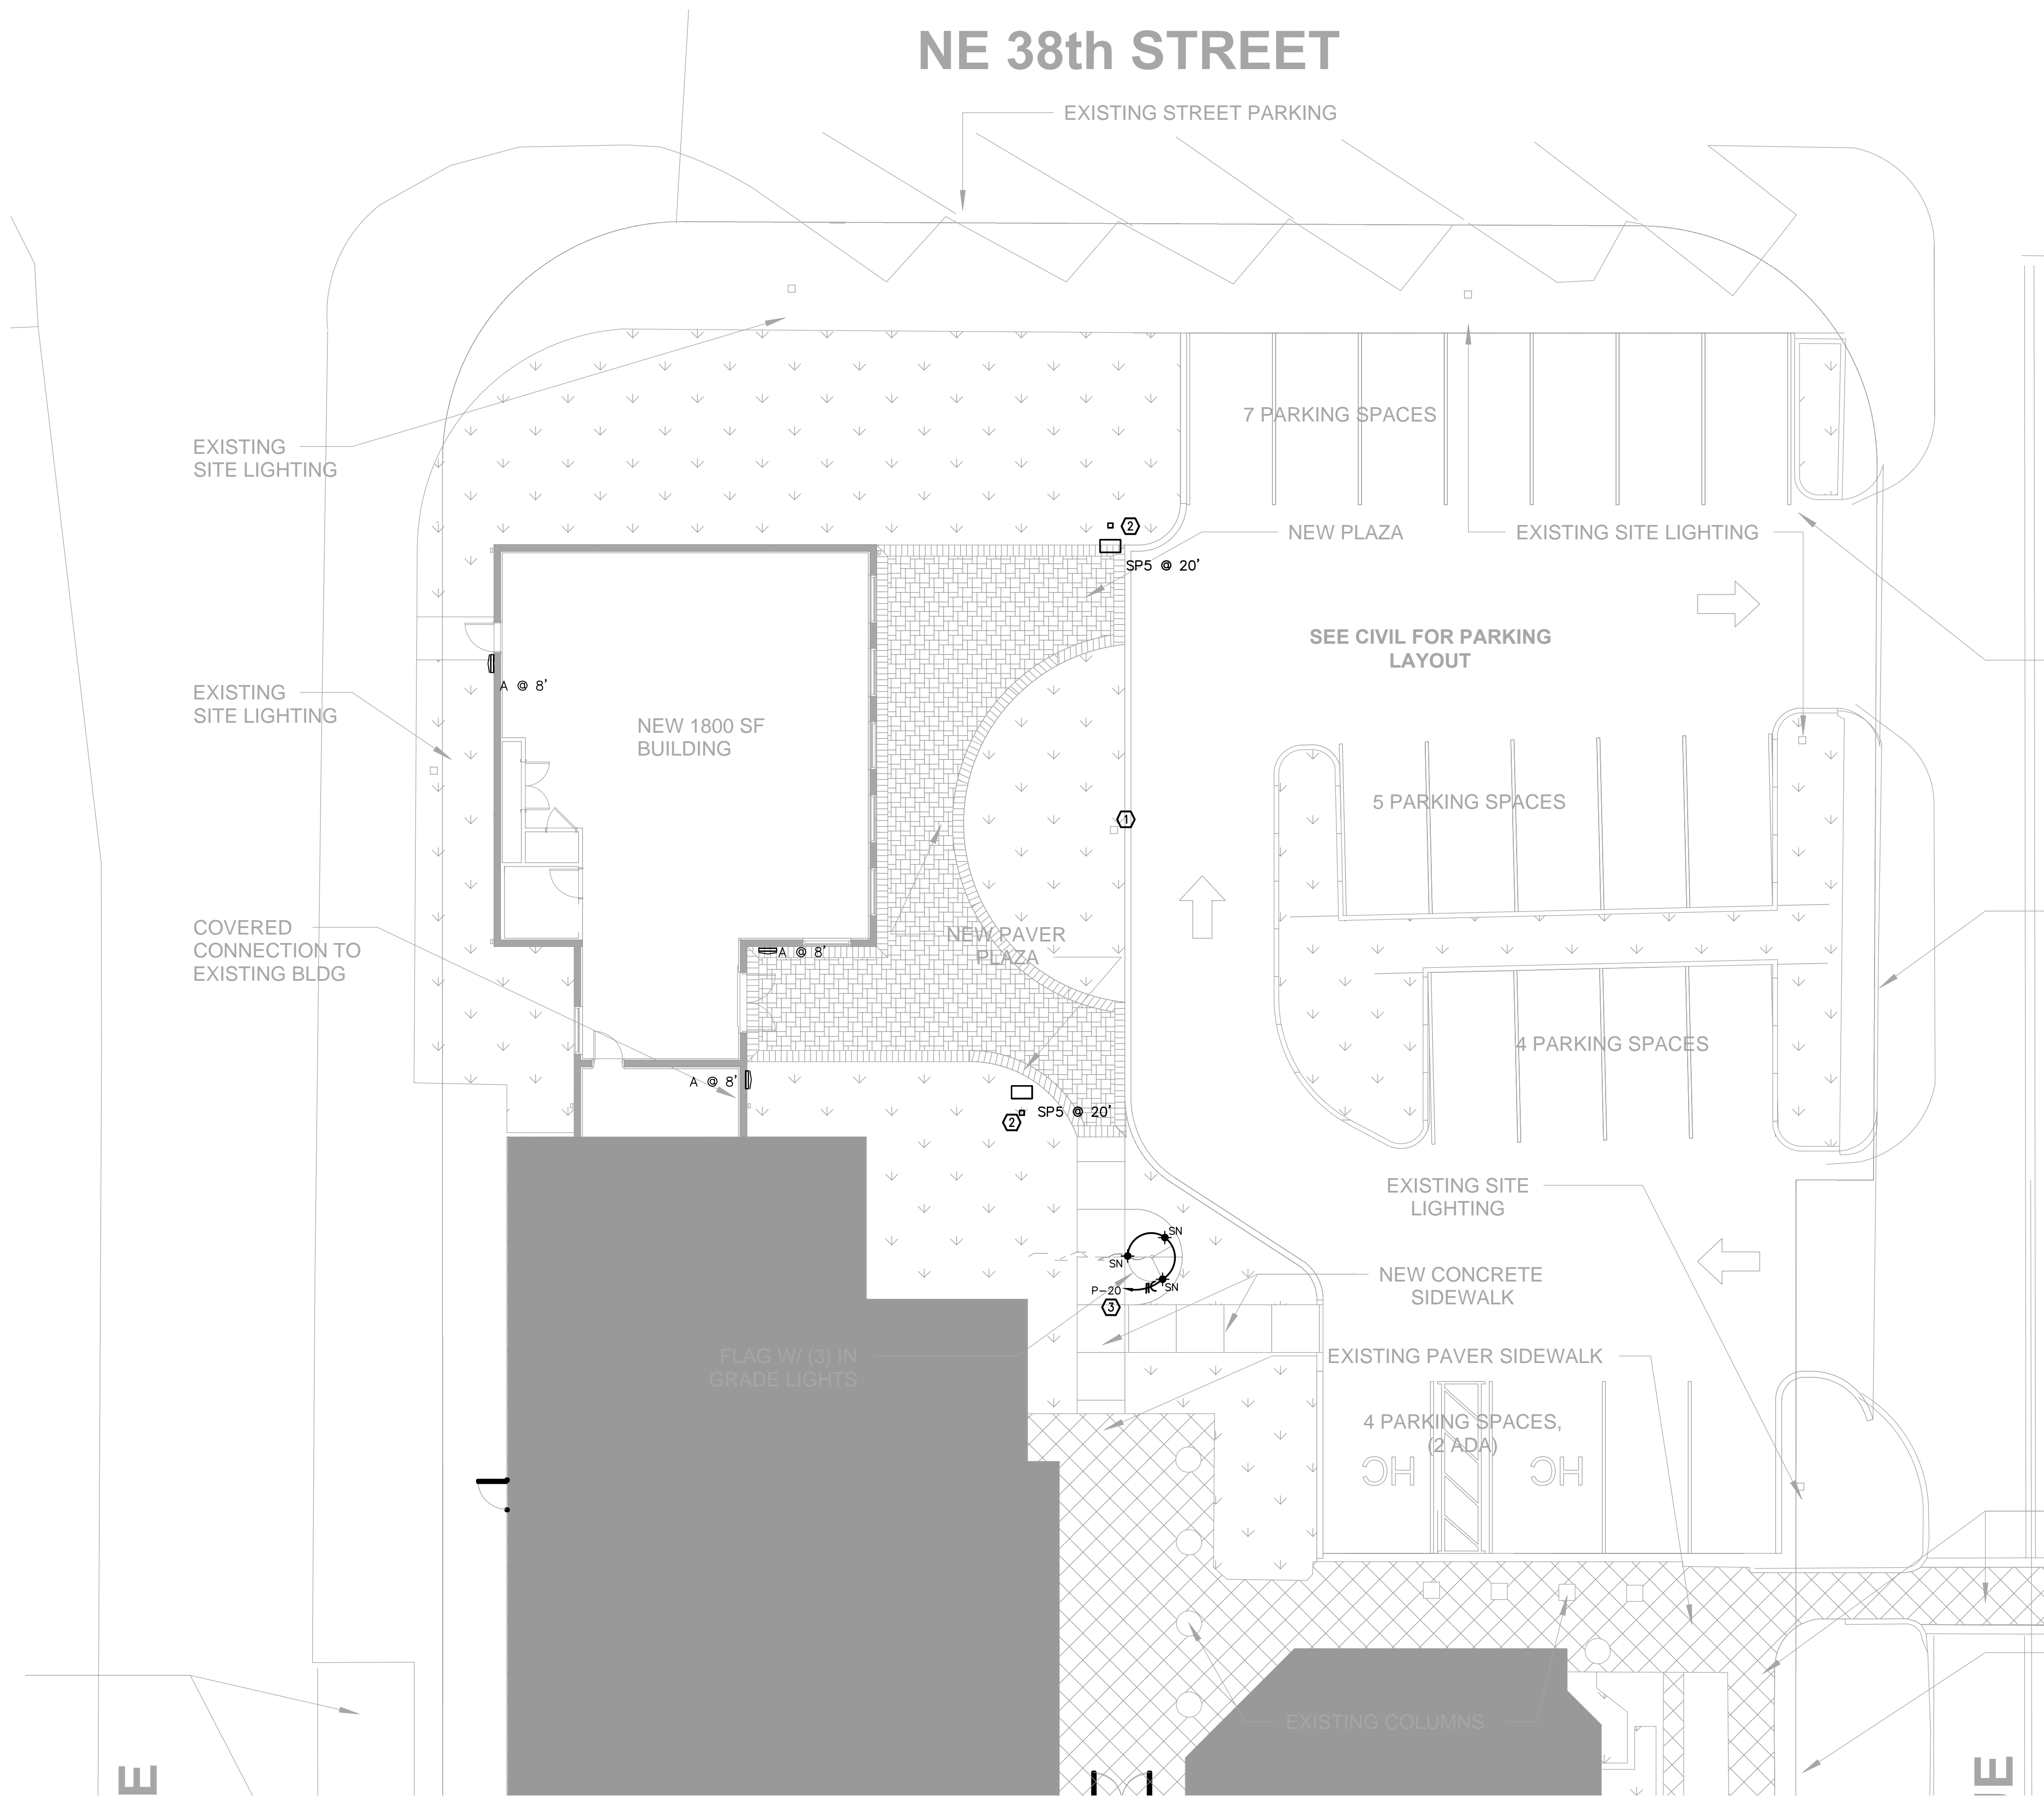 NE 38th STREET
EXISTING STREET PARKING
7 PARKING SPACES
EXISTING
SITE LIGHTING
2
NEW PLAZA
EXISTING SITE LIGHTING
SP5 @ 20'
SEE CIVIL FOR PARKING
LAYOUT
A @ 8'
EXISTING
SITE LIGHTING
NEW 1800 SF
BUILDING
5 PARKING SPACES
1
COVERED
CONNECTION TO
EXISTING BLDG
NEW PAVER
PLAZA
A @ 8'
4 PARKING SPACES
A @ 8'
SP5 @ 20'
2
EXISTING SITE
LIGHTING
SN
SN
SN
P-20
3
NEW CONCRETE
SIDEWALK
FLAG W/ (3) IN
GRADE LIGHTS
EXISTING PAVER SIDEWALK
4 PARKING SPACES,
(2 ADA)
HC
HC
EXISTING COLUMNS
E